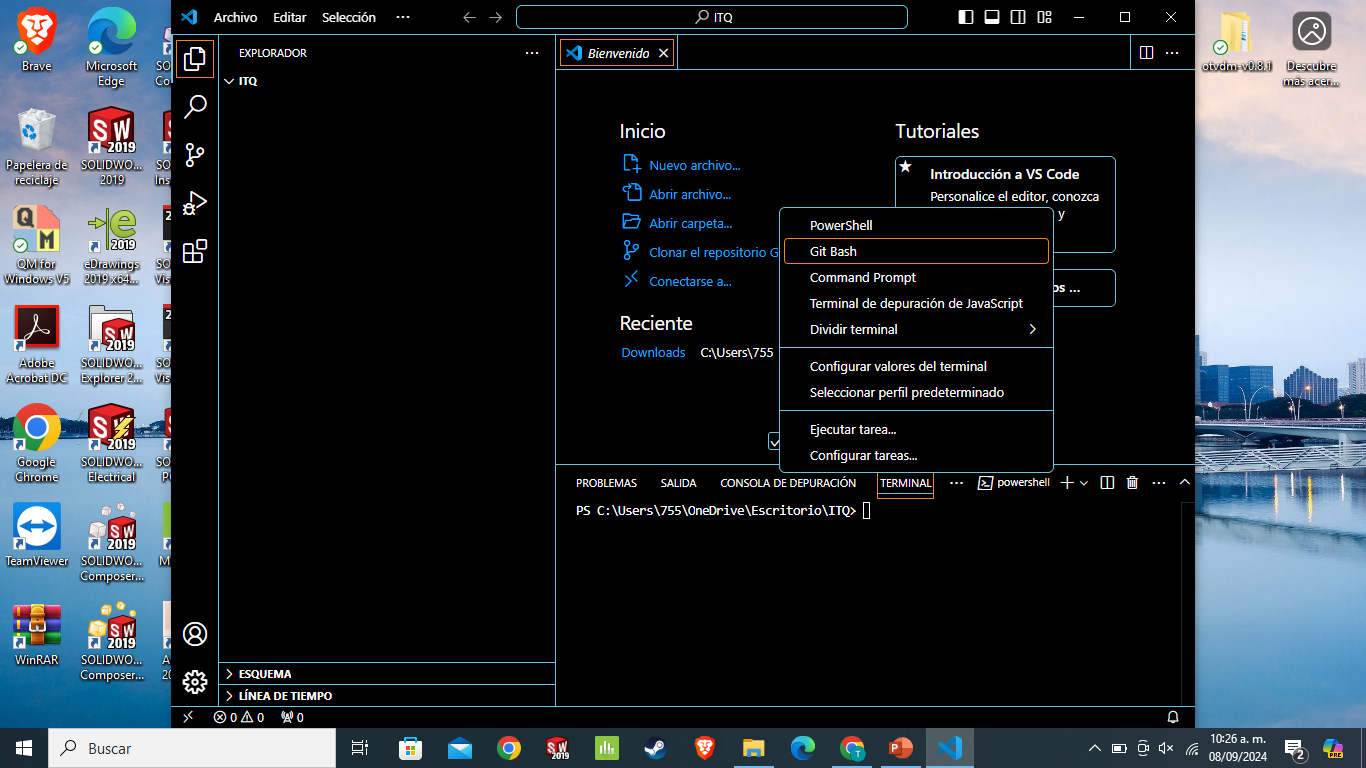 Archivo Editar Selección ···
ITQ
Brave
Microsoft Edge
Papelera de reciclaje
SOLIDWO... 2019
QM for Windows V5
eDrawings 2019 x64...
Adobe Acrobat DC
SOLIDWO... Explorer 2...
Google Chrome
SOLIDWO... Electrical
TeamViewer
SOLIDWO... Composer...
WinRAR
SOLIDWO... Composer...
otvdm-v0.8.1
Descubre más acer...
EXPLORADOR
ITQ
Bienvenido
Inicio
Nuevo archivo...
Abrir archivo...
Abrir carpeta...
Clonar el repositorio G
Conectarse a...
Reciente
Downloads C:\Users\755
Tutoriales
Introducción a VS Code
Personalice el editor, conozca
y
os ...
PowerShell
Git Bash
Command Prompt
Terminal de depuración de JavaScript
Dividir terminal
Configurar valores del terminal
Seleccionar perfil predeterminado
Ejecutar tarea...
Configurar tareas...
PROBLEMAS SALIDA CONSOLA DE DEPURACIÓN TERMINAL ··· powershell
PS C:\Users\755\OneDrive\Escritorio\ITQ>
ESQUEMA
LÍNEA DE TIEMPO
0 0 0
Buscar
10:26 a. m.
08/09/2024
2
PRE